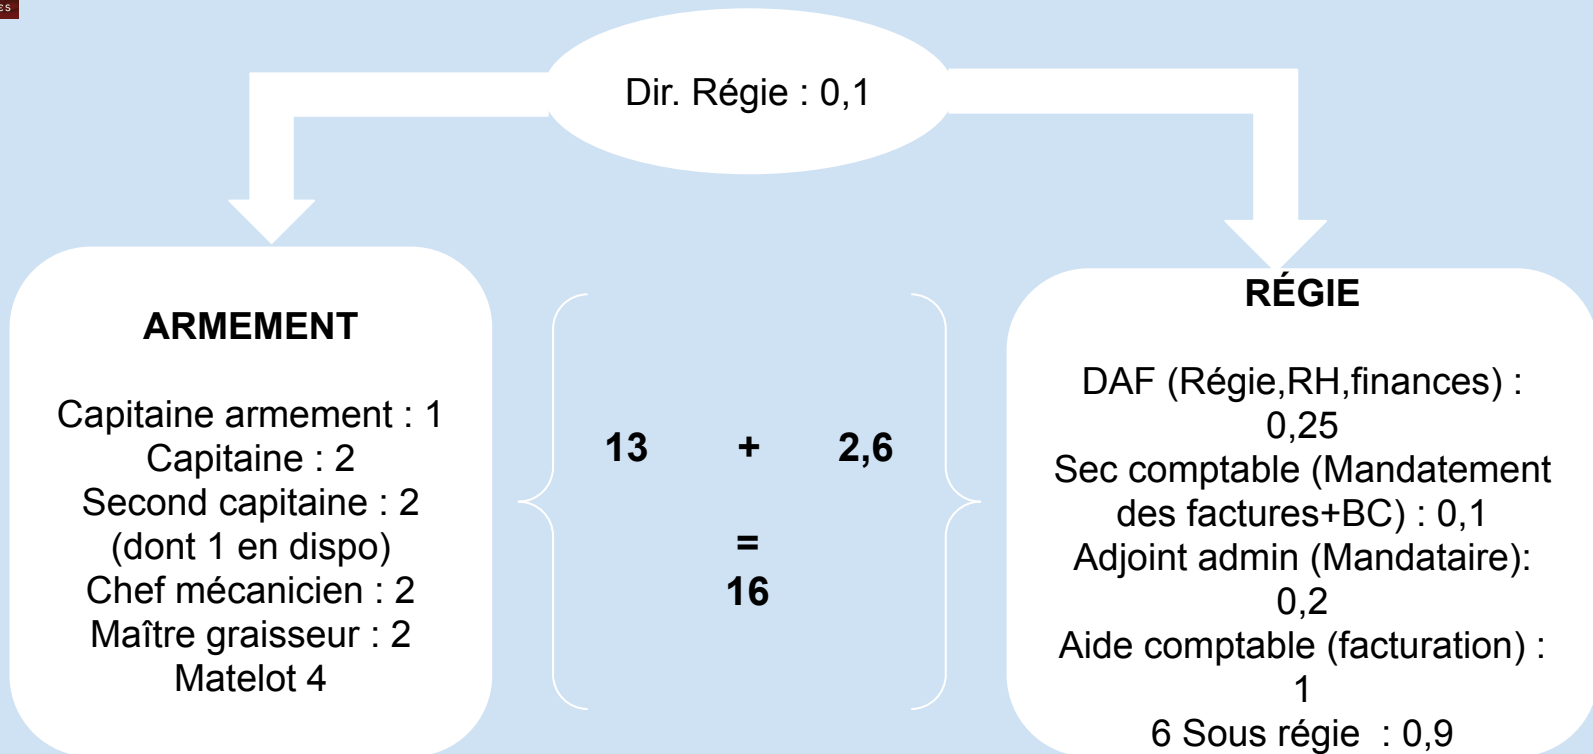 Dir. Régie : 0,1
ARMEMENT
Capitaine armement : 1
Capitaine : 2
Second capitaine : 2
(dont 1 en dispo)
Chef mécanicien : 2
Maître graisseur : 2
Matelot 4
13 + 2,6
=
16
RÉGIE
DAF (Régie,RH,finances) :
0,25
Sec comptable (Mandatement
des factures+BC) : 0,1
Adjoint admin (Mandataire):
0,2
Aide comptable (facturation) :
1
6 Sous régie : 0,9